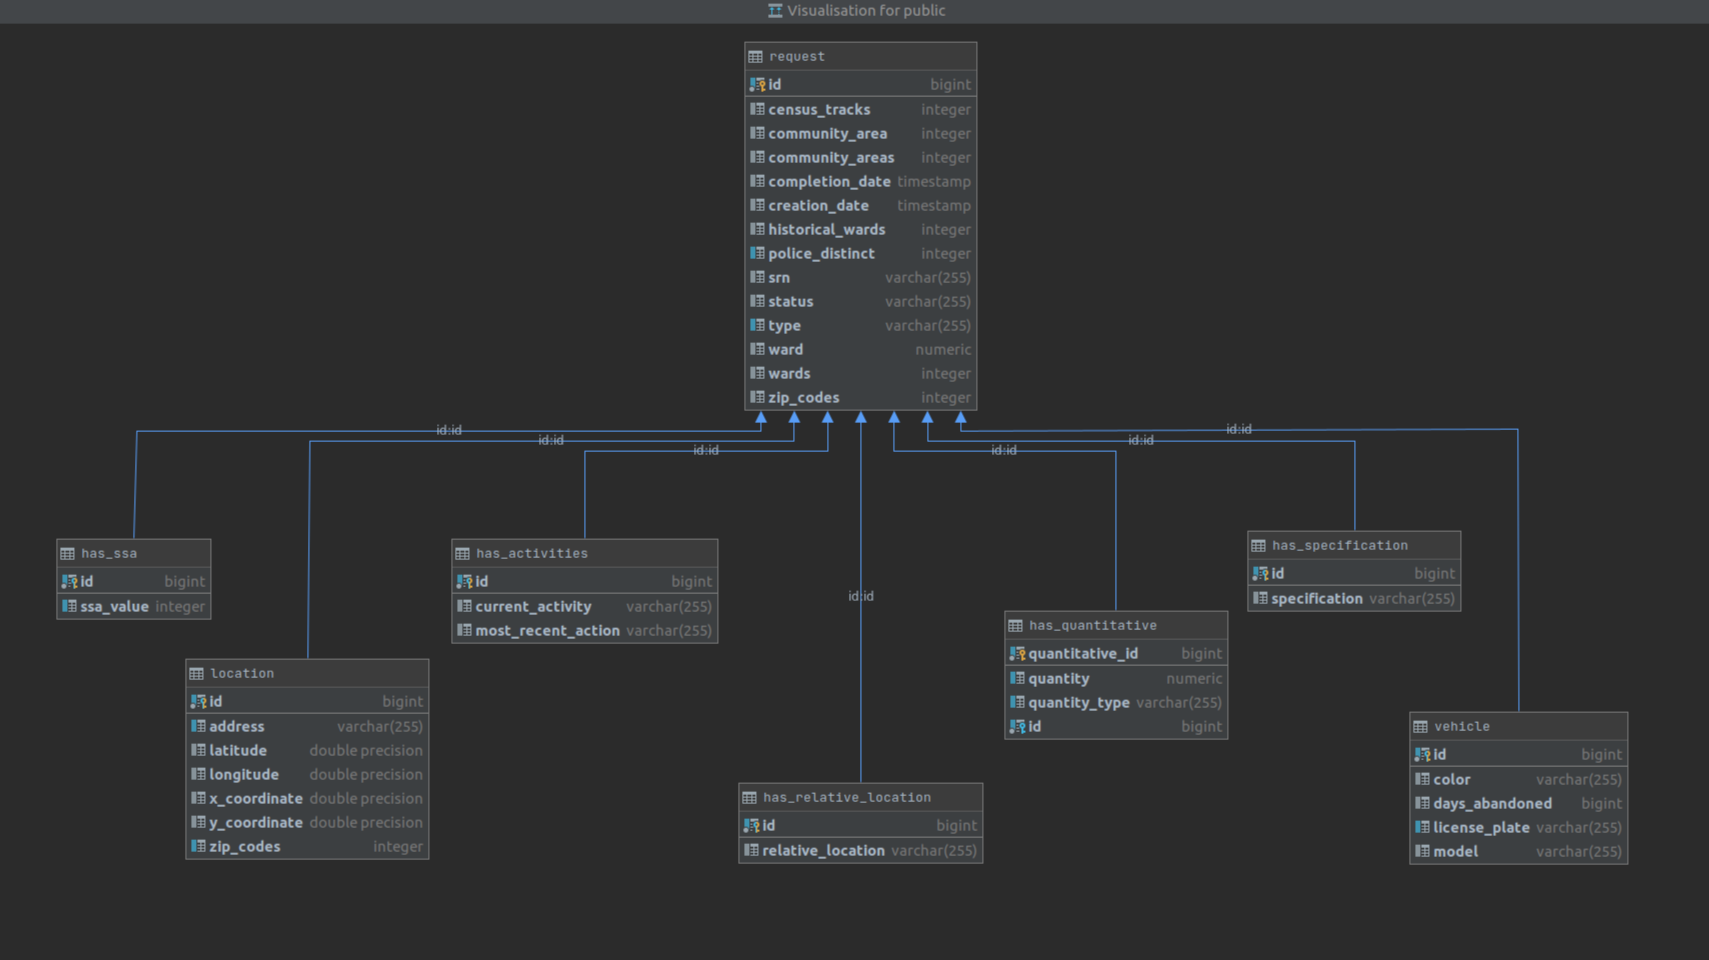 Visualisation for public
request
id bigint
census_tracks integer
community_area integer
community_areas integer
completion_date timestamp
creation_date timestamp
historical_wards integer
police_distinct integer
srn varchar(255)
status varchar(255)
type varchar(255)
ward numeric
wards integer
zip_codes integer
id:id
id:id
id:id
id:id
id:id
id:id
id:id
has_ssa
id bigint
ssa_value integer
location
id bigint
address varchar(255)
latitude double precision
longitude double precision
x_coordinate double precision
y_coordinate double precision
zip_codes integer
has_activities
id bigint
current_activity varchar(255)
most_recent_action varchar(255)
has_relative_location
id bigint
relative_location varchar(255)
has_quantitative
quantitative_id bigint
quantity numeric
quantity_type varchar(255)
id bigint
has_specification
id bigint
specification varchar(255)
vehicle
id bigint
color varchar(255)
days_abandoned bigint
license_plate varchar(255)
model varchar(255)